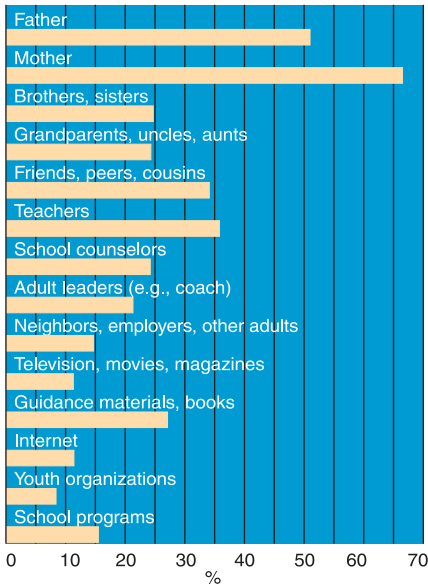 Father
Mother
Brothers, sisters
Grandparents, uncles, aunts
Friends, peers, cousins
Teachers
School counselors
Adult leaders (e.g., coach)
Neighbors, employers, other adults
Television, movies, magazines
Guidance materials, books
Internet
Youth organizations
School programs
0 10 20 30 40 50 60 70
%